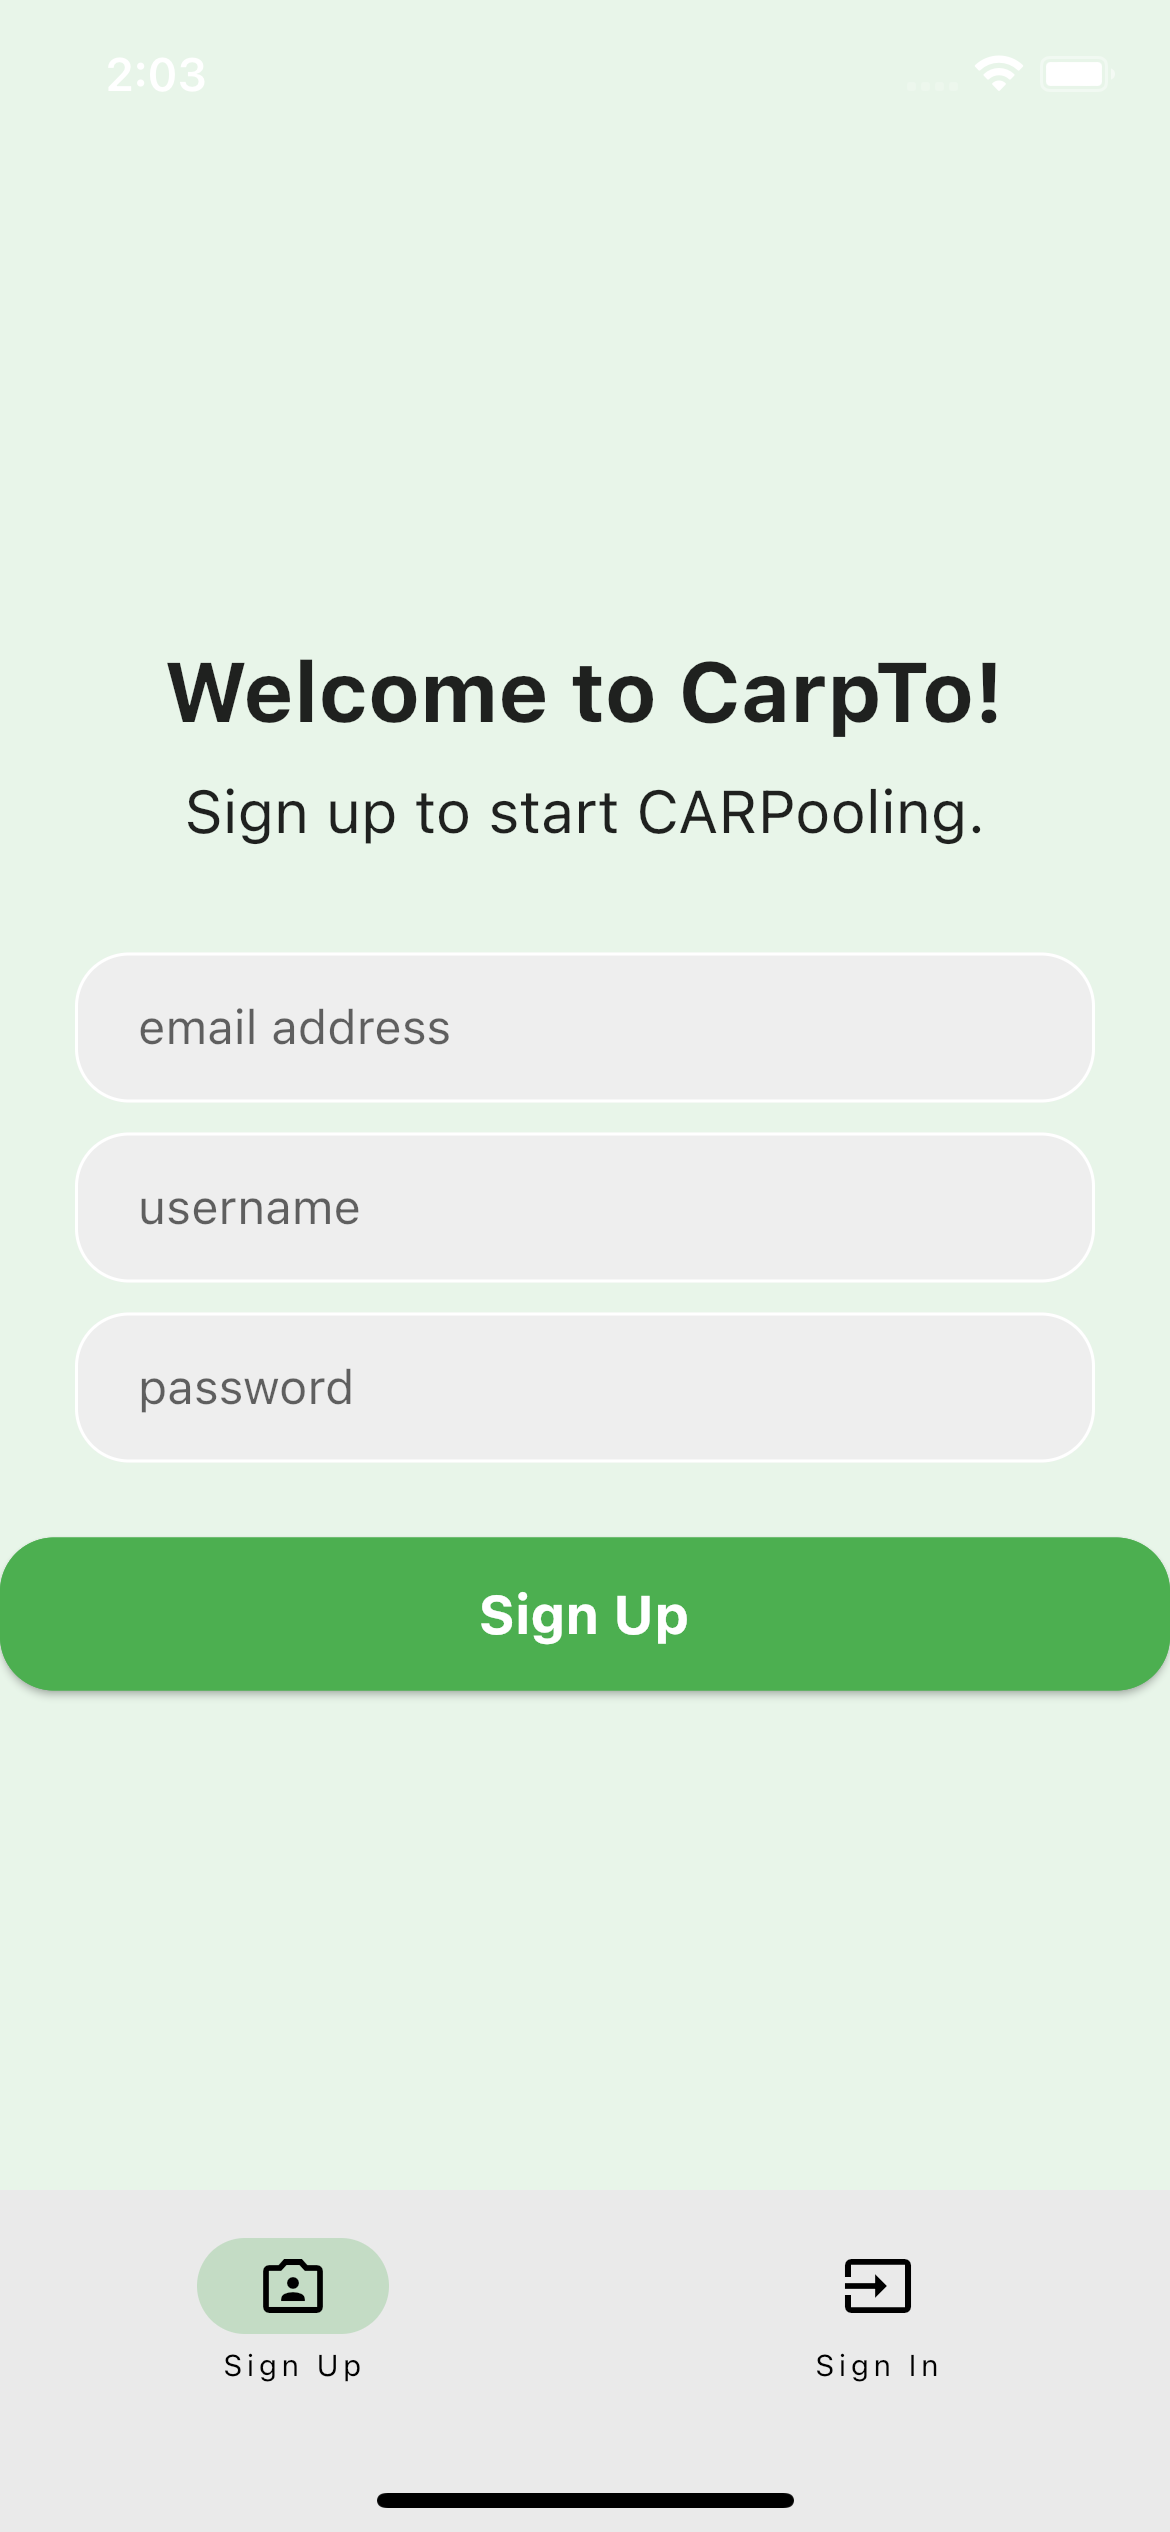 2:03
Welcome to CarpTo!
Sign up to start CARPooling.
email address
username
password
Sign Up
Sign Up
Sign In